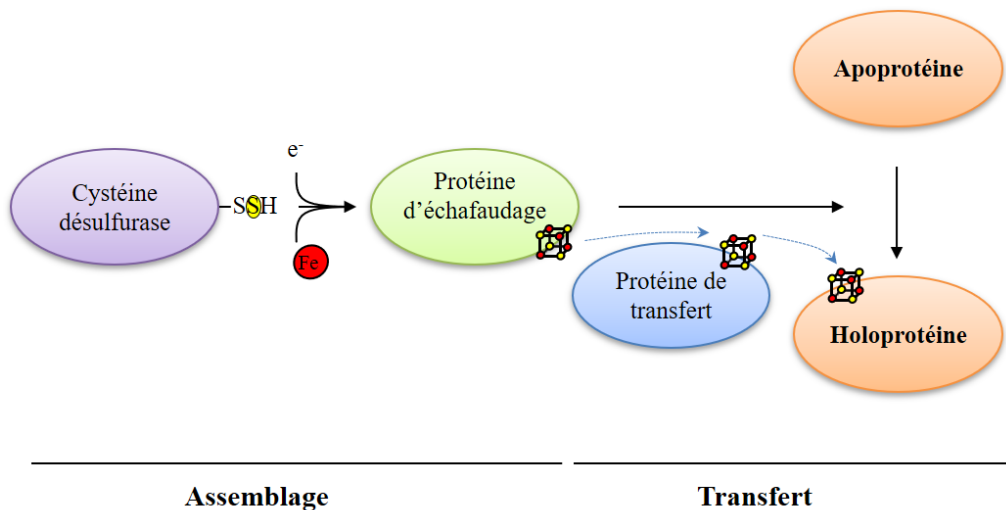 Apoprotéine
e-
Cystéine
désulfurase
-SSH
Fe
Protéine
d'échafaudage
Protéine de
transfert
Holoprotéine
Assemblage
Transfert